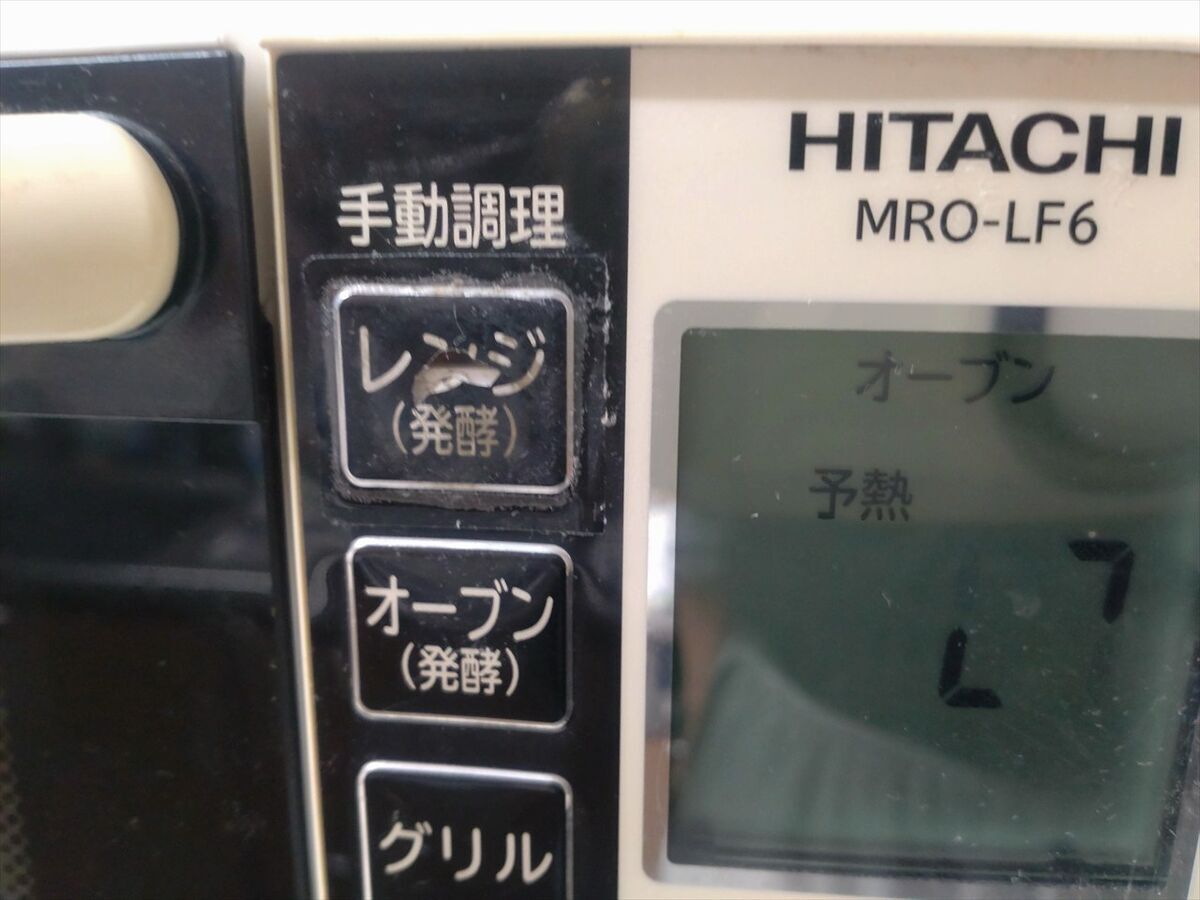 手動調理
レンジ
(発酵)
オーブン
(発酵)
グリル
HITACHI
MRO-LF6
オーブン
予熱